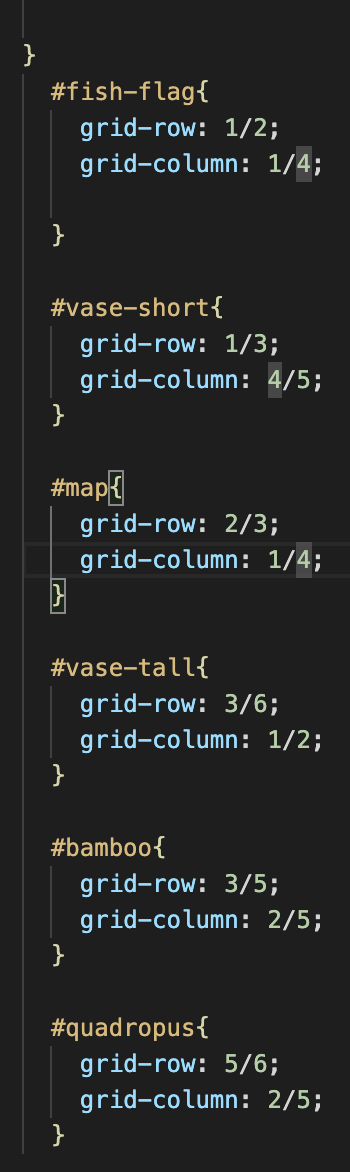 }
#fish-flag{
grid-row: 1/2;
grid-column: 1/4;
}
#vase-short{
grid-row: 1/3;
grid-column: 4/5;
}
#map{
grid-row: 2/3;
grid-column: 1/4;
}
#vase-tall{
grid-row: 3/6;
grid-column: 1/2;
}
#bamboo{
grid-row: 3/5;
grid-column: 2/5;
}
#quadropus{
grid-row: 5/6;
grid-column: 2/5;
}